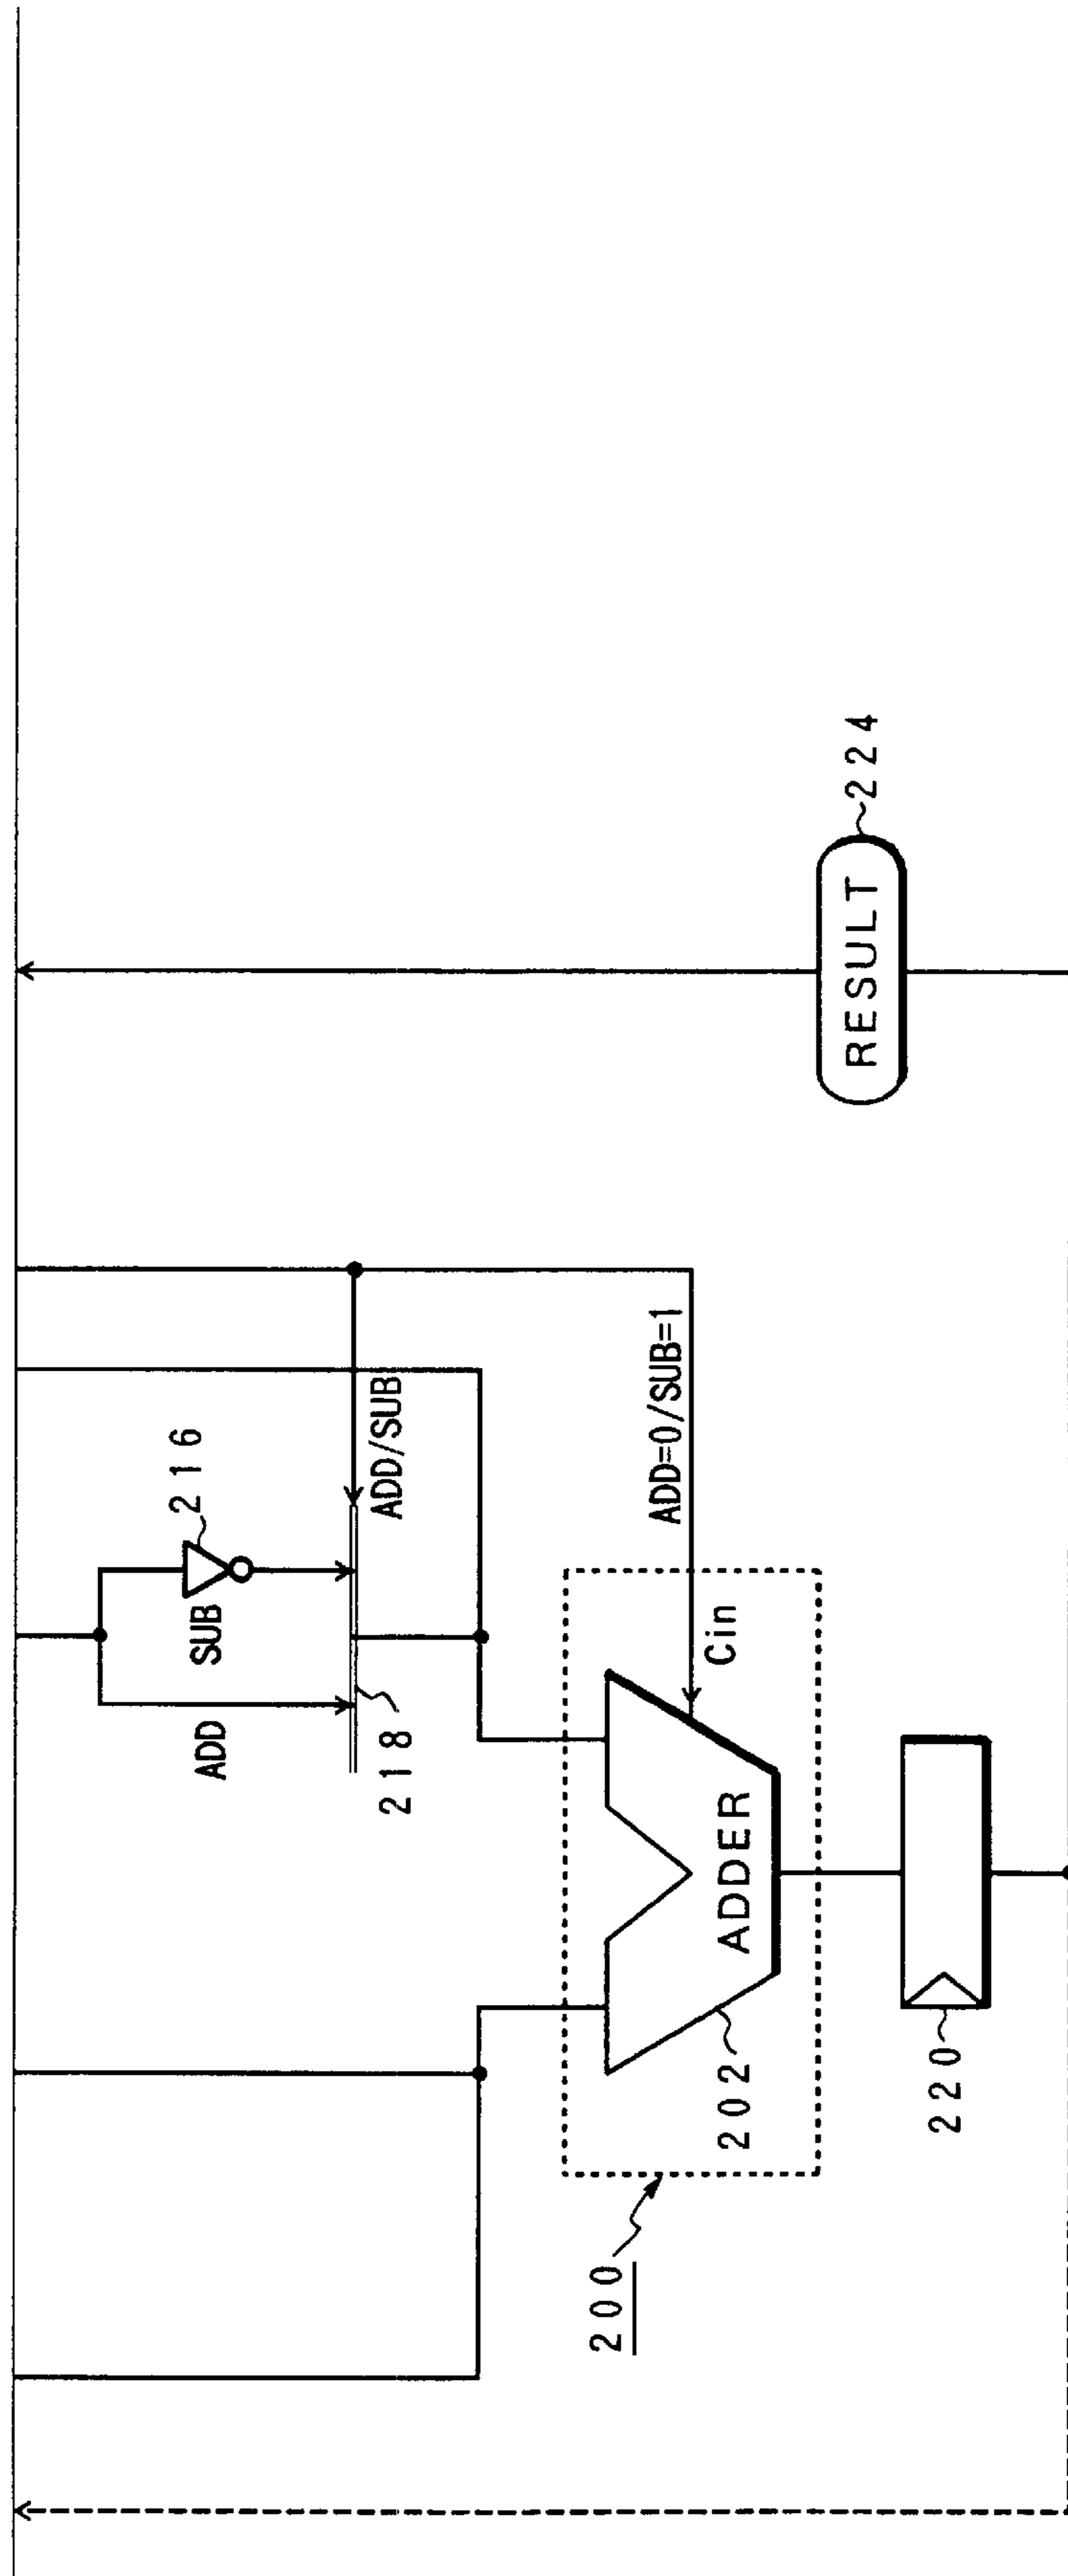 216
SUB
ADD
ADD/SUB
218
ADD=0/SUB=1
Cin
ADDER
202
200
220
RESULT
224